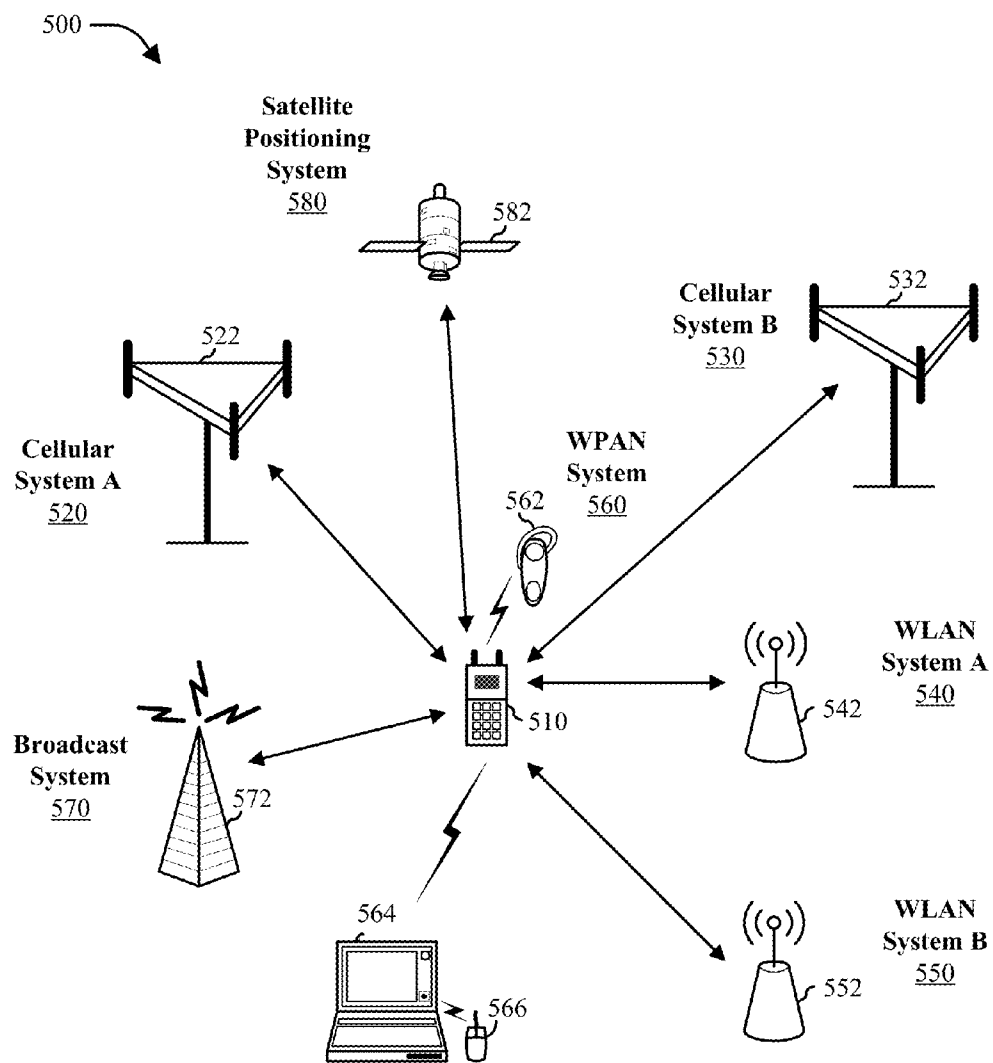 500
Satellite
Positioning
System
580
582
Cellular
System B
530
532
522
Cellular
System A
520
WPAN
System
560
562
WLAN
System A
540
542
510
Broadcast
System
570
572
564
566
WLAN
System B
550
552